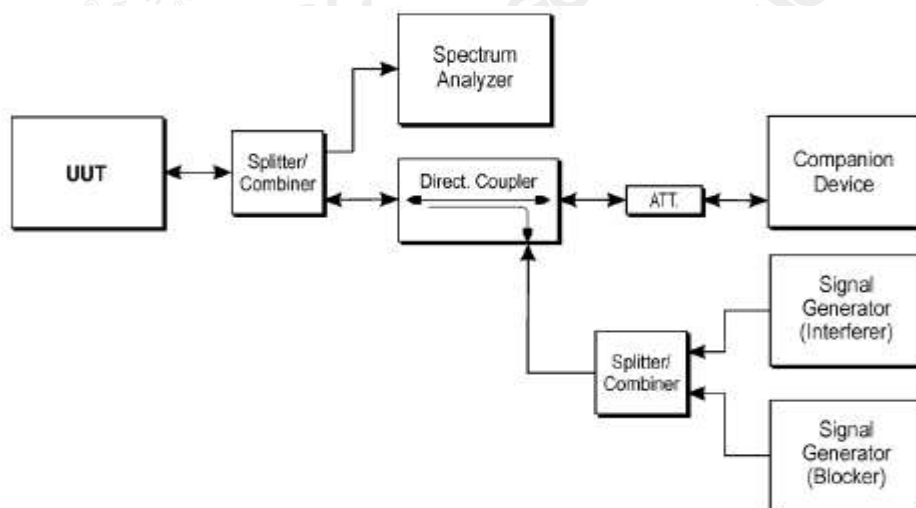 Spectrum
Analyzer
UUT
Splitter/
Combiner
Direct. Coupler
ATT.
Companion
Device
Signal
Generator
(Interferer)
Splitter/
Combiner
Signal
Generator
(Blocker)